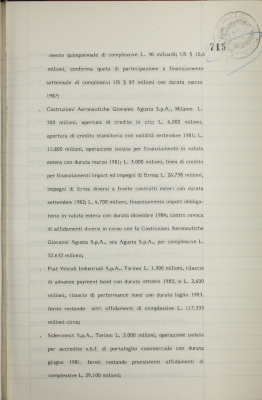 715
mento quinquennale di complessive L. 90 miliardi; US $ 10,6
milioni, conferma quota di partecipazione a finanziamento
settennale di complessivi US $ 85 milioni con durata marzo
1987;
- Costruzioni Aeronautiche Giovanni Agusta S.p.A., Milano: L.
500 milioni, apertura di credito in c/c; L. 6.000 milioni,
apertura di credito transitoria con validità settembre 1981; L.
11.800 milioni, operazione isolata per finanziamento in valuta
estera con durata marzo 1981; L. 3.000 milioni, linea di credito
per finanziamenti import ed impegni di firma; L. 26.738 milioni,
impegni di firma diversi a fronte contratti esteri con durata
settembre 1982; L. 4.700 milioni, finanziamento import obbliga-
torio in valuta estera con durata dicembre 1984; contro revoca
di affidamenti diversi in corso con la Costruzioni Aeronautiche
Giovanni Agusta S.p.A., ora Agusta S.p.A., per complessive L.
52.632 milioni;
- Fiat Veicoli Industriali S.p.A., Torino: L. 1.300 milioni, rilascio
di advance payment bond con durata ottobre 1982, e L. 2.600
milioni, rilascio di performance bond con durata luglio 1983,
fermi restando altri affidamenti di complessive L. 117.333
milioni circa;
- Sidercomit S.p.A., Torino: L. 2.000 milioni, operazione isolata
per accredito s.b.f. di portafoglio commerciale con durata
giugno 1981, fermi restando preesistenti affidamenti di
complessive L. 29.100 milioni;